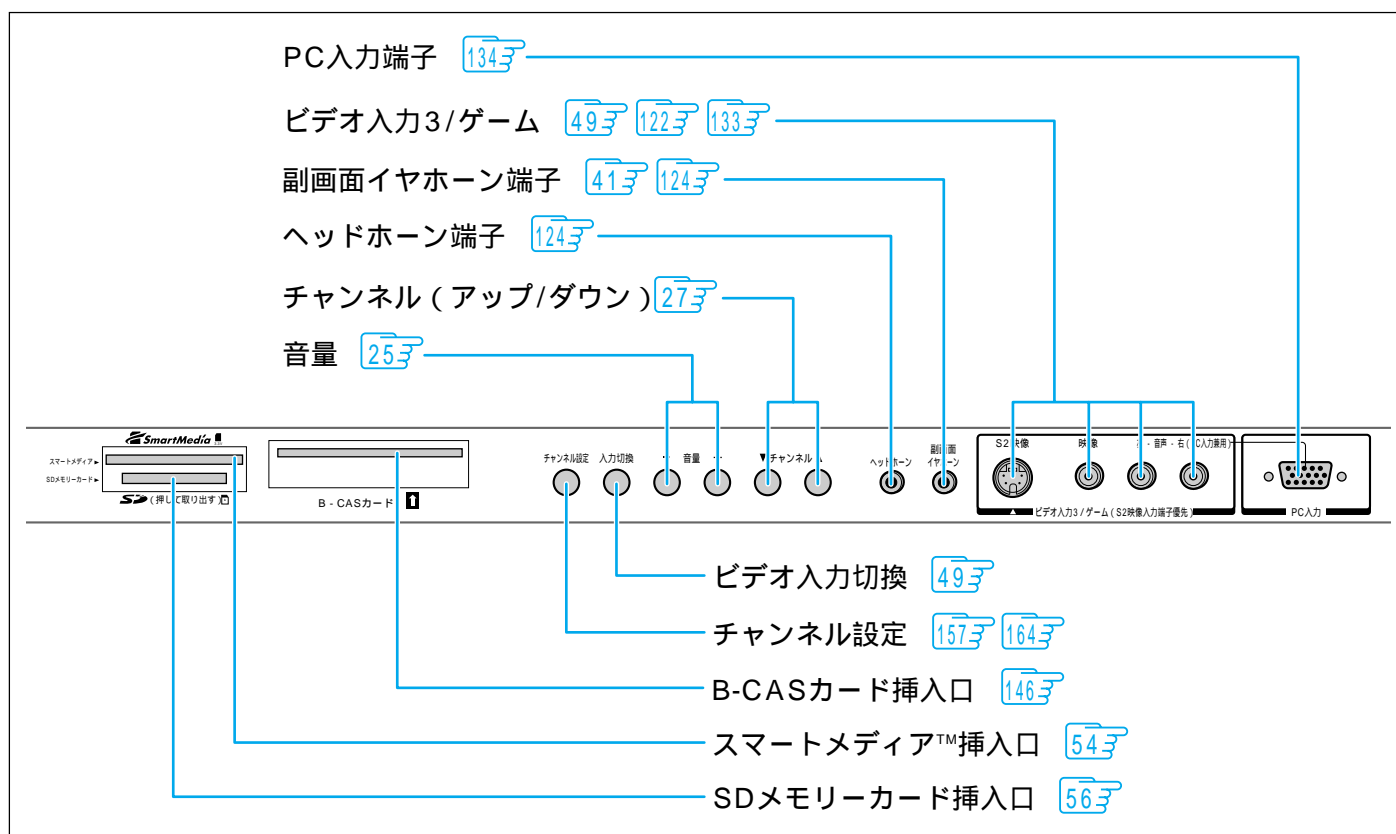 PC入力端子 134
ビデオ入力3/ゲーム 49 122 133
副画面イヤホーン端子 41 124
ヘッドホーン端子 124
チャンネル(アップ/ダウン) 27
音量 25
SmartMedia
スマートメディア►
SDメモリーカード►
SD(押して取り出す)
B-CASカード
チャンネル設定
入力切換
- 音量 +
▼チャンネル▲
ヘッドホーン
副画面
イヤホーン
S2映像
映像
音声 - 右(PC入力兼用)
ビデオ入力3/ゲーム(S2映像入力端子優先)
PC入力
ビデオ入力切換 49
チャンネル設定 157 164
B-CASカード挿入口 146
スマートメディア™挿入口 54
SDメモリーカード挿入口 56